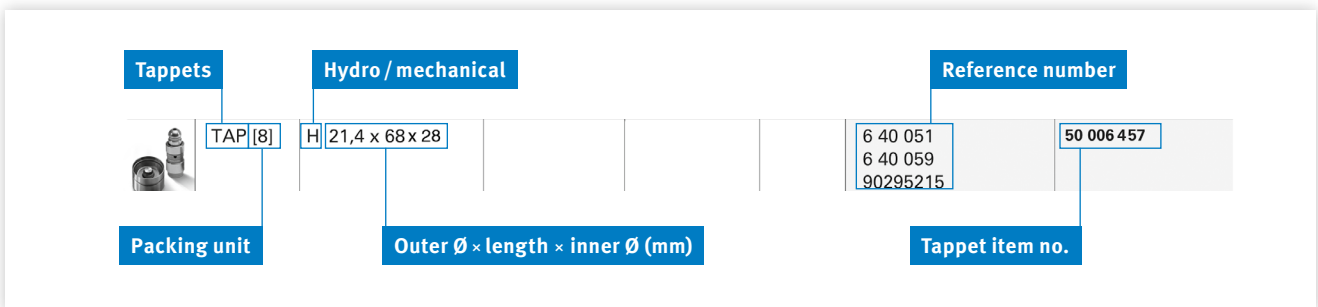 Tappets
Hydro / mechanical
Reference number
TAP [8]
H 21,4 x 68 x 28
6 40 051
50 006 457
6 40 059
90295215
Packing unit
Outer Ø × length × inner Ø (mm)
Tappet item no.